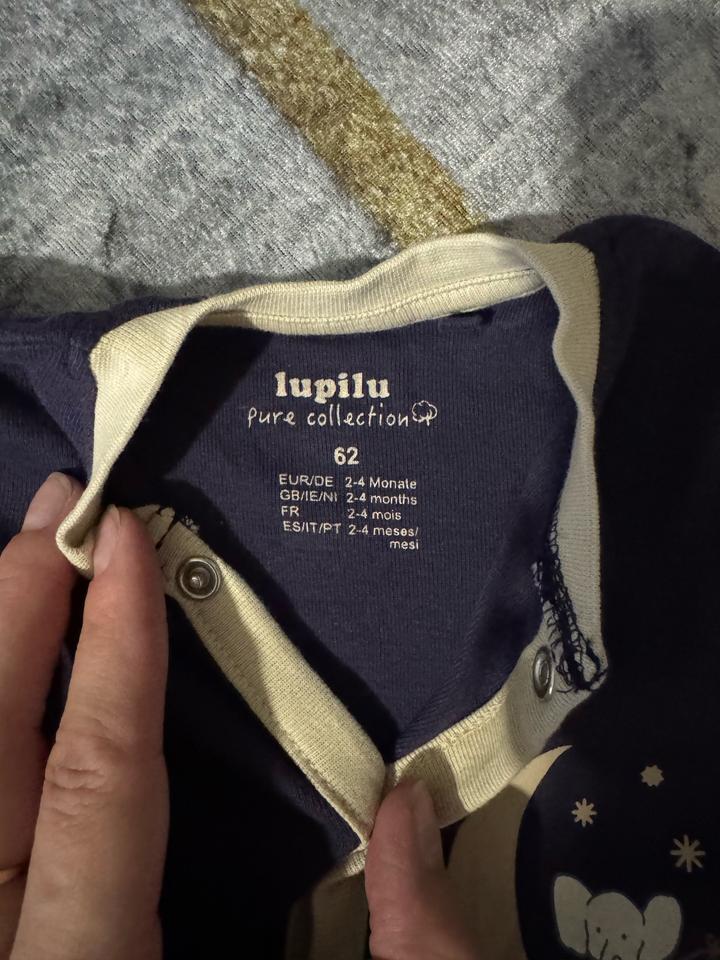 lupilu
pure collection
62
EUR/DE 2-4 Monate
GB/IE/NI 2-4 months
FR 2-4 mois
ES/IT/PT 2-4 meses/
mesi